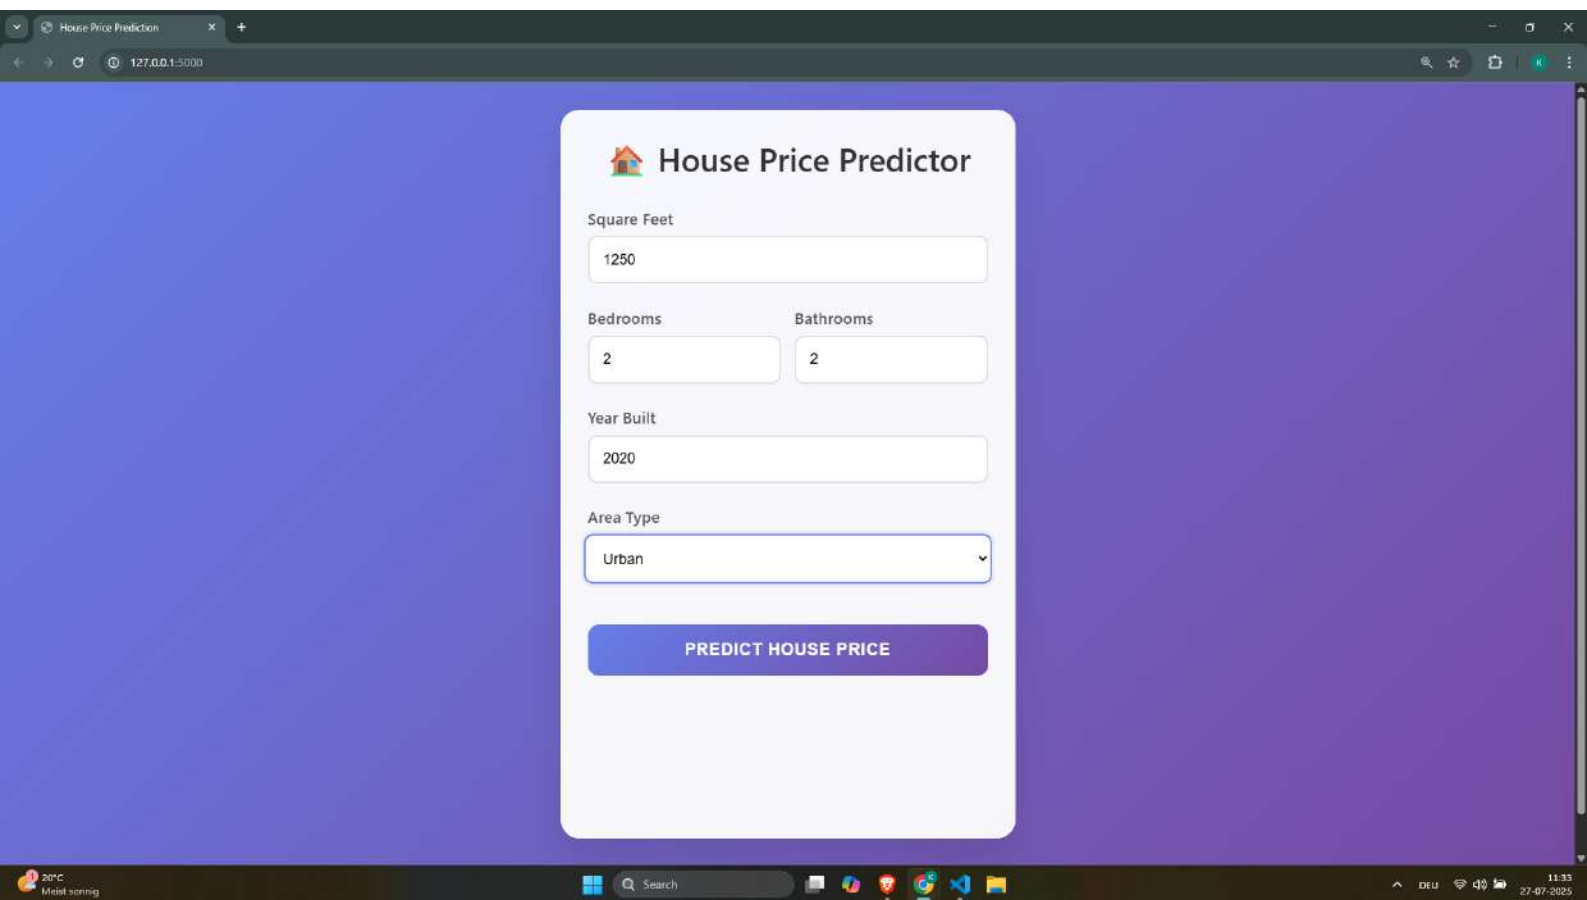 House Price Prediction
127.0.0.1:5000
K
House Price Predictor
Square Feet
1250
Bedrooms Bathrooms
2 2
Year Built
2020
Area Type
Urban
PREDICT HOUSE PRICE
1
20°C
Meist sonnig
Search
DEU
11:33
27-07-2025